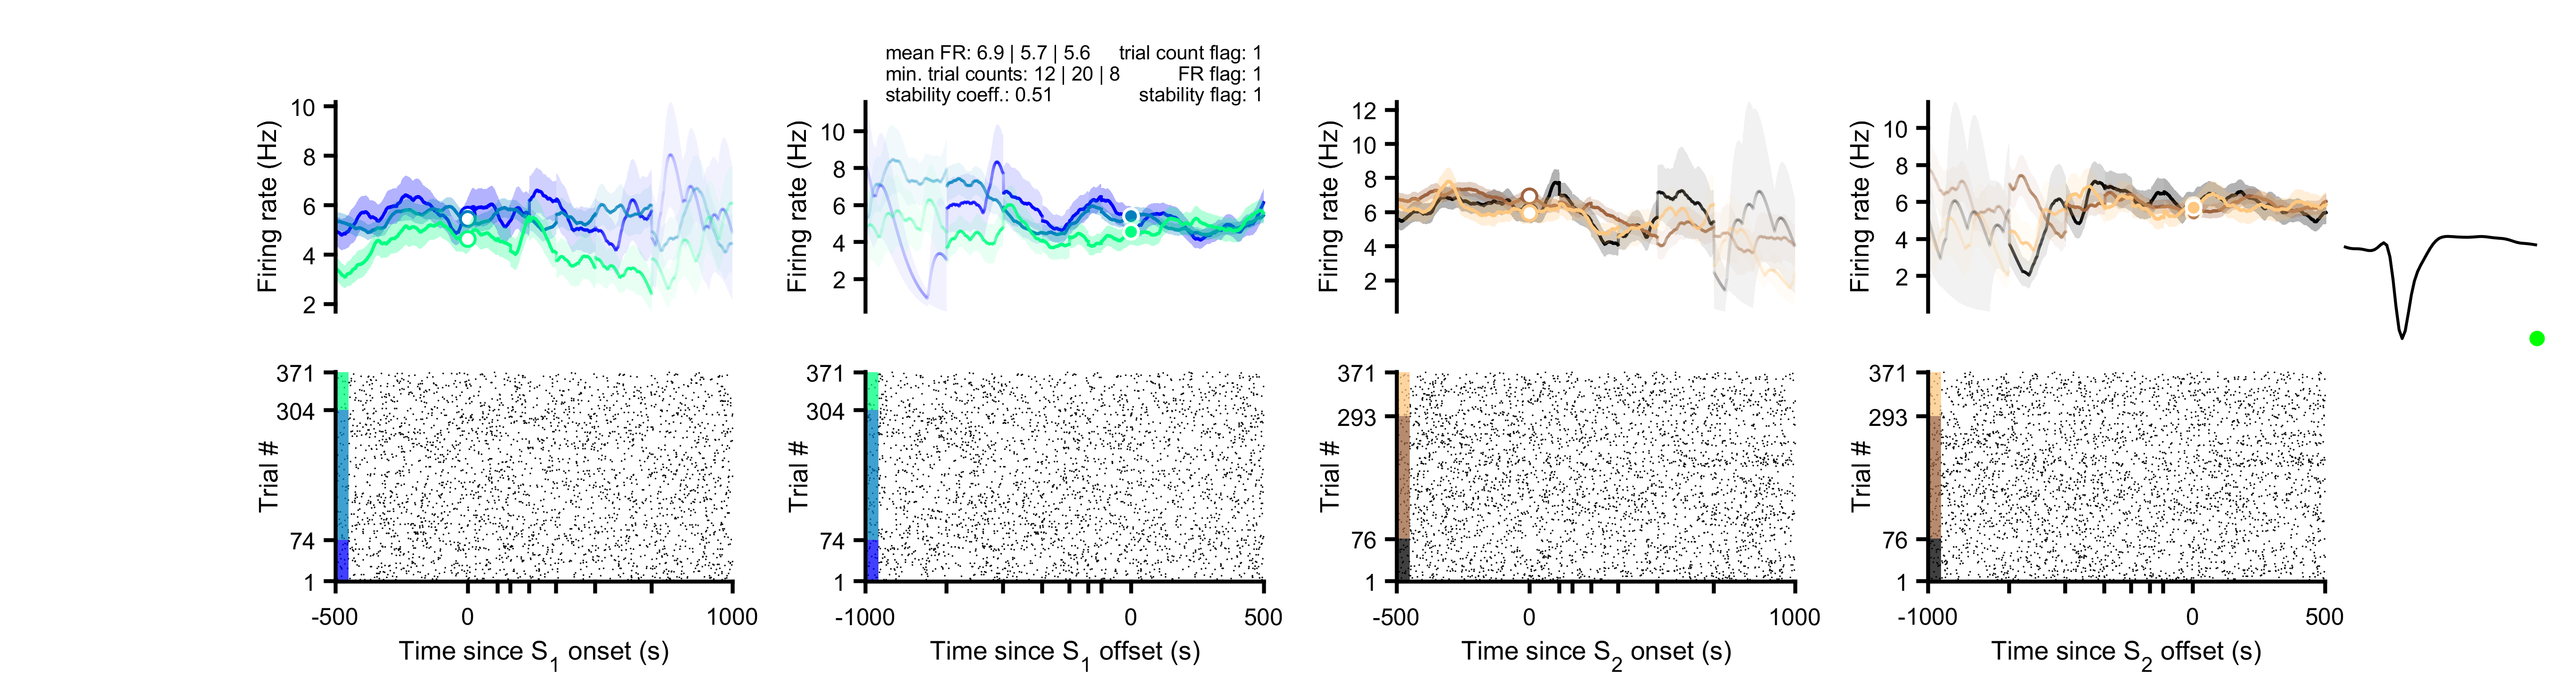 mean FR: 6.9 | 5.7 | 5.6 trial count flag: 1
min. trial counts: 12 | 20 | 8 FR flag: 1
stability coeff.: 0.51 stability flag: 1
Firing rate (Hz)
10
8
6
4
2
Firing rate (Hz)
10
8
6
4
2
Firing rate (Hz)
12
10
8
6
4
2
Firing rate (Hz)
10
8
6
4
2
Trial #
371
304
74
1
-500 0 1000
Time since S1 onset (s)
Trial #
371
304
74
1
-1000 0 500
Time since S1 offset (s)
Trial #
371
293
76
1
-500 0 1000
Time since S2 onset (s)
Trial #
371
293
76
1
-1000 0 500
Time since S2 offset (s)